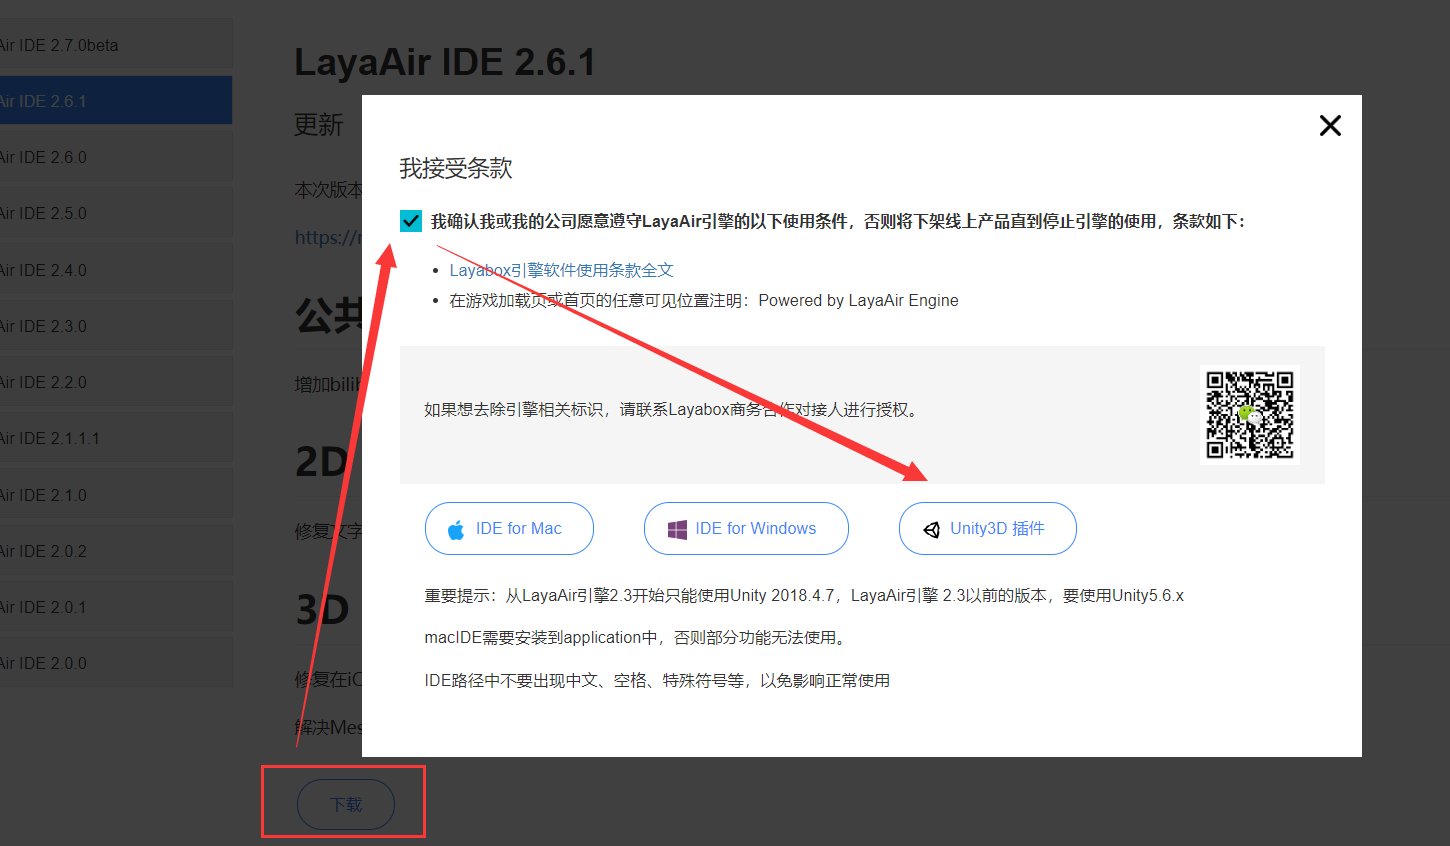 Air IDE 2.7.0beta
Air IDE 2.6.1
Air IDE 2.6.0
Air IDE 2.5.0
Air IDE 2.4.0
Air IDE 2.3.0
Air IDE 2.2.0
Air IDE 2.1.1.1
Air IDE 2.1.0
Air IDE 2.0.2
Air IDE 2.0.1
Air IDE 2.0.0
LayaAir IDE 2.6.1
更新
本次版本
https://
公共
增加bilib
2D
修复文字
3D
修复在iO
解决Mes
下载
我接受条款
我确认我或我的公司愿意遵守LayaAir引擎的以下使用条件，否则将下架线上产品直到停止引擎的使用，条款如下：
Layabox引擎软件使用条款全文
在游戏加载页或首页的任意可见位置注明：Powered by LayaAir Engine
如果想去除引擎相关标识，请联系Layabox商务合作对接人进行授权。
IDE for Mac
IDE for Windows
Unity3D 插件
重要提示：从LayaAir引擎2.3开始只能使用Unity 2018.4.7，LayaAir引擎 2.3以前的版本，要使用Unity5.6.x
macIDE需要安装到application中，否则部分功能无法使用。
IDE路径中不要出现中文、空格、特殊符号等，以免影响正常使用